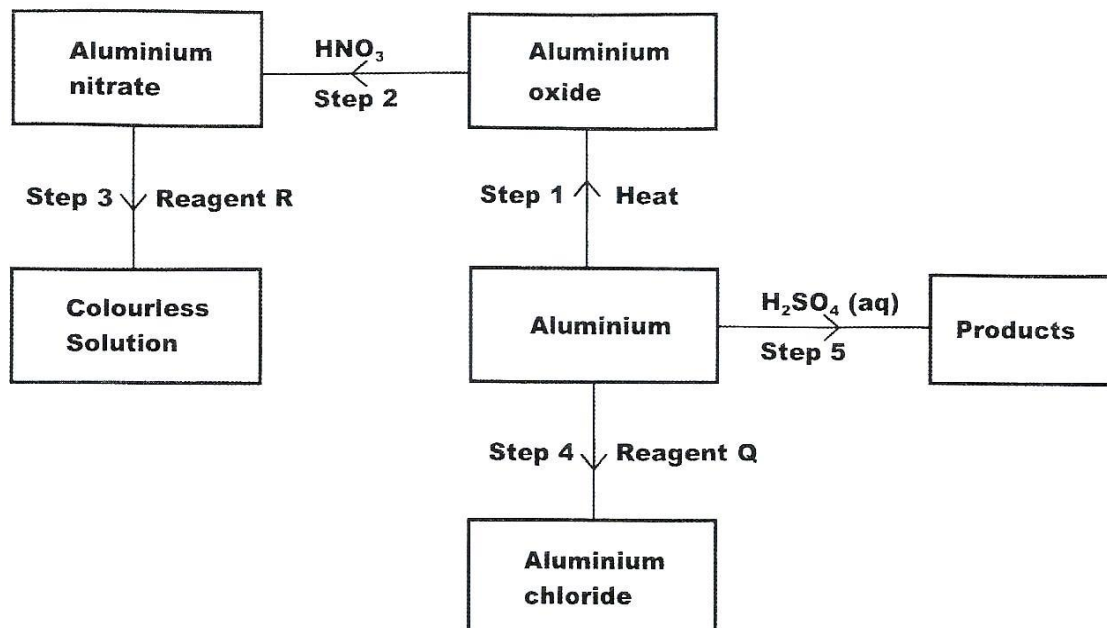 Aluminium
nitrate
HNO₃
Step 2
Aluminium
oxide
Step 3
Reagent R
Step 1
Heat
Colourless
Solution
Aluminium
H₂SO₄ (aq)
Step 5
Products
Step 4
Reagent Q
Aluminium
chloride